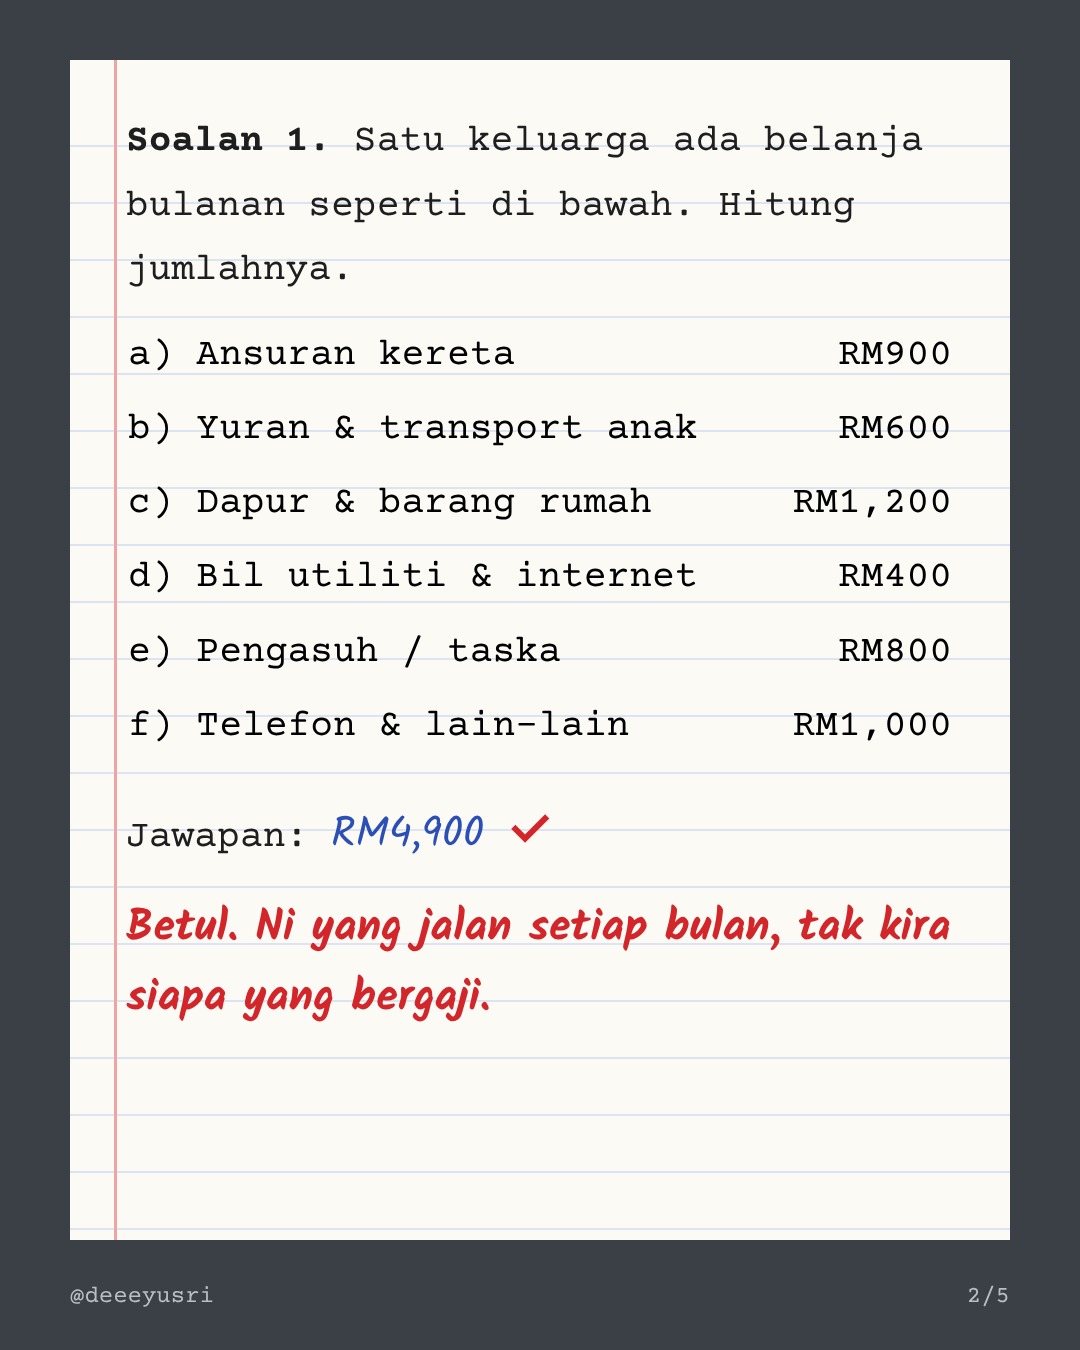 Soalan 1. Satu keluarga ada belanja
bulanan seperti di bawah. Hitung
jumlahnya.
a) Ansuran kereta RM900
b) Yuran & transport anak RM600
c) Dapur & barang rumah RM1,200
d) Bil utiliti & internet RM400
e) Pengasuh / taska RM800
f) Telefon & lain-lain RM1,000
Jawapan: RM4,900 ✓
Betul. Ni yang jalan setiap bulan, tak kira
siapa yang bergaji.
@deeeyusri 2/5